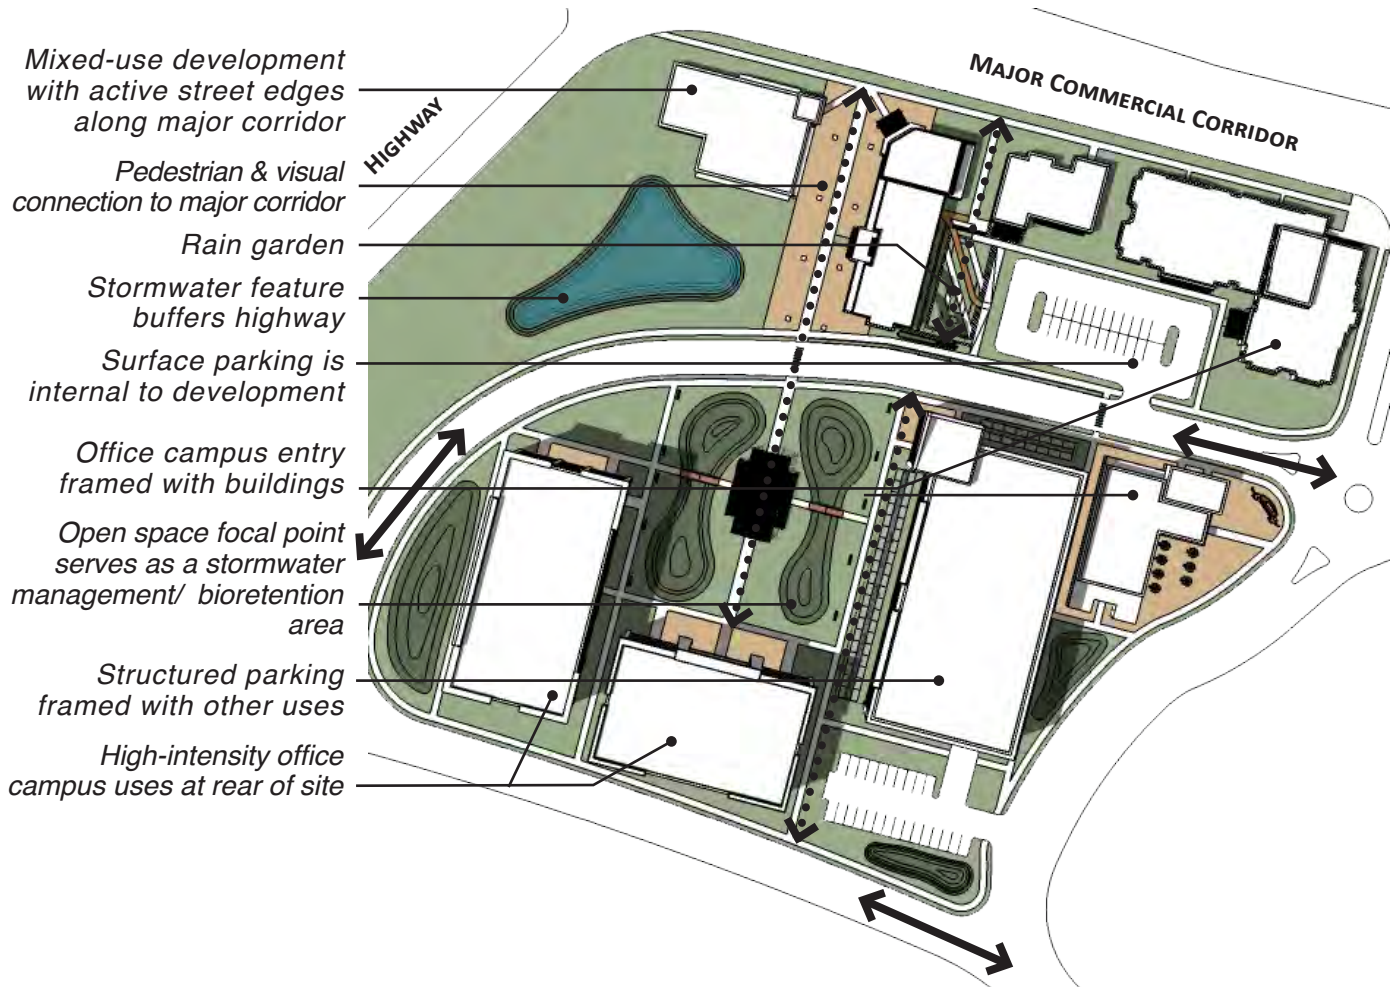 Mixed-use development
with active street edges
along major corridor
Pedestrian & visual
connection to major corridor
Rain garden
Stormwater feature
buffers highway
Surface parking is
internal to development
Office campus entry
framed with buildings
Open space focal point
serves as a stormwater
management/ bioretention
area
Structured parking
framed with other uses
High-intensity office
campus uses at rear of site
HIGHWAY
MAJOR COMMERCIAL CORRIDOR